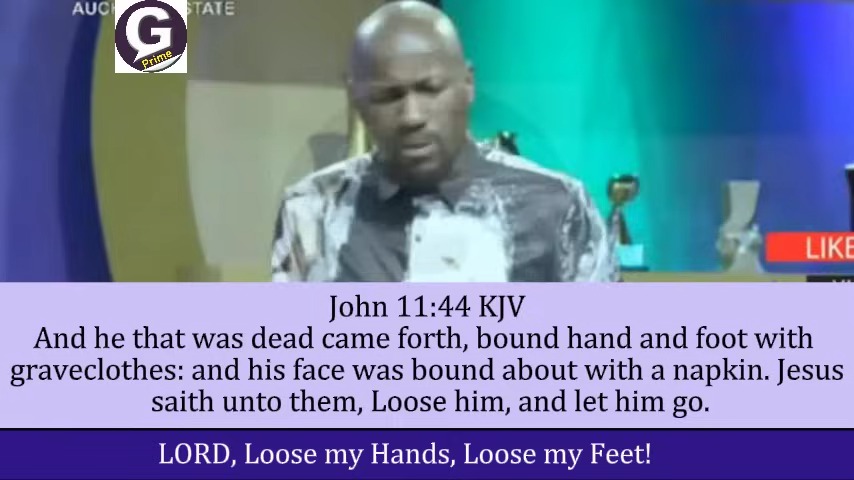 STATE
G
Prime
LIKE
John 11:44 KJV
And he that was dead came forth, bound hand and foot with
graveclothes: and his face was bound about with a napkin. Jesus
saith unto them, Loose him, and let him go.
LORD, Loose my Hands, Loose my Feet!